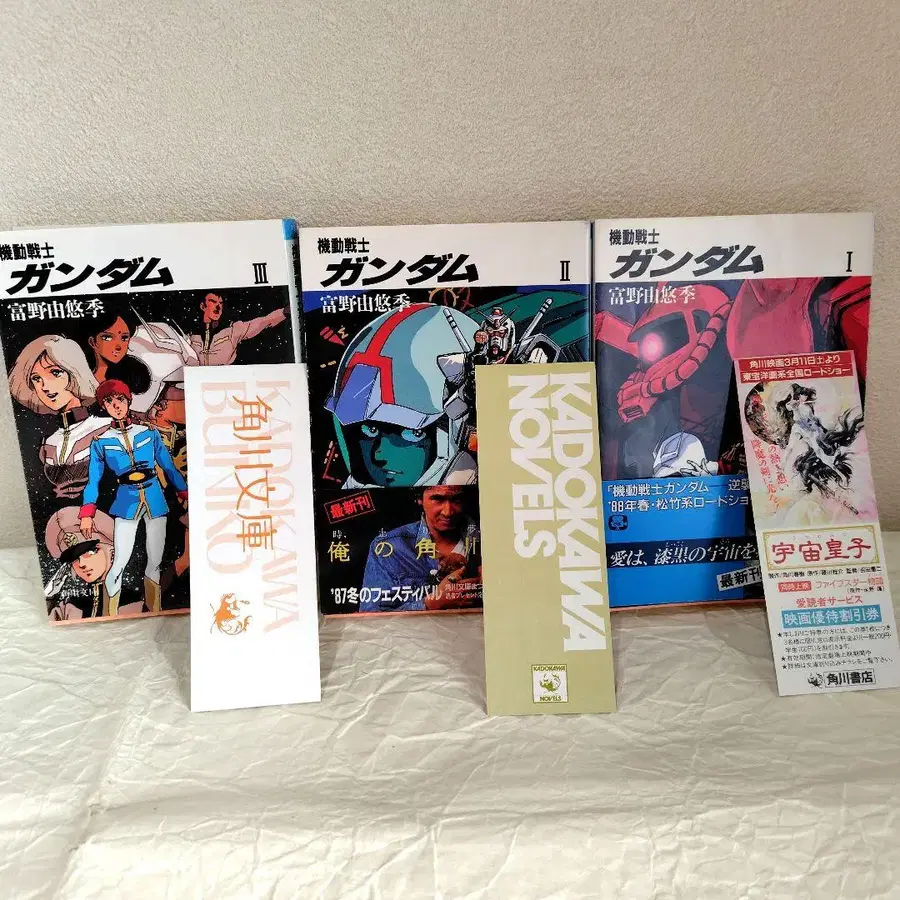 機動戦士
ガンダム
III
富野由悠季
KADOKAWA
BUNKO
角川文庫
機動戦士
ガンダム
II
富野由悠季
最新刊
俺の角川
'87冬のフェスティバル
KADOKAWA
NOVELS
KADOKAWA
NOVELS
機動戦士
ガンダム
I
富野由悠季
「機動戦士ガンダム 逆襲
'88年春・松竹系ロードショ
愛は、漆黒の宇宙を
最新刊
角川映画3月11日(土)より
東宝洋画系全国ロードショー
宇宙皇子
同時上映
ファイブスター物語
愛読者サービス
映画優待割引券
角川書店